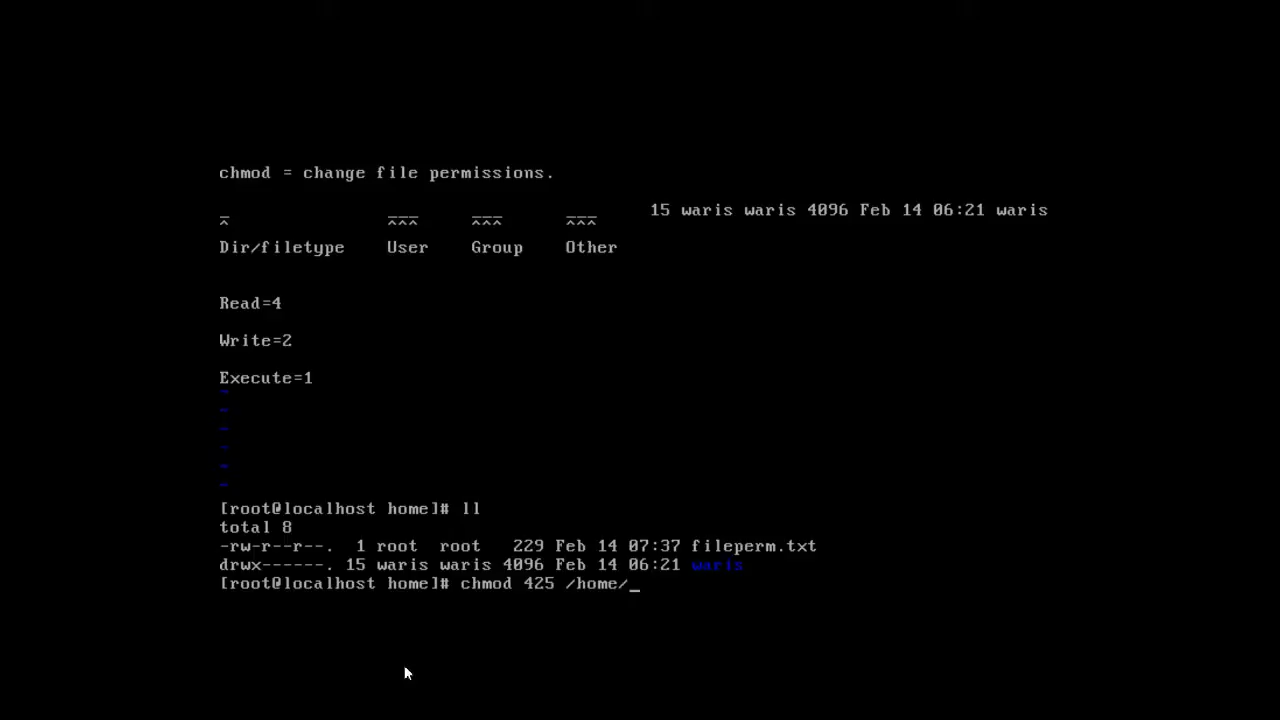 chmod = change file permissions.
_ ___ ___ ___ 15 waris waris 4096 Feb 14 06:21 waris
^ ^^^ ^^^ ^^^
Dir/filetype User Group Other
Read=4
Write=2
Execute=1
~
~
~
~
~
~
[root@localhost home]# ll
total 8
-rw-r--r--. 1 root root 229 Feb 14 07:37 fileperm.txt
drwx------. 15 waris waris 4096 Feb 14 06:21 waris
[root@localhost home]# chmod 425 /home/_